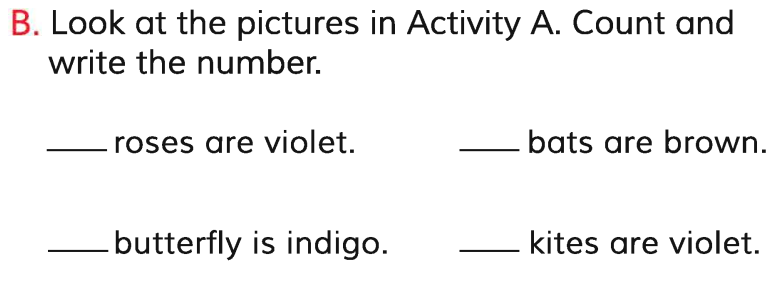 B. Look at the pictures in Activity A. Count and
write the number.
____ roses are violet. ____ bats are brown.
____ butterfly is indigo. ____ kites are violet.